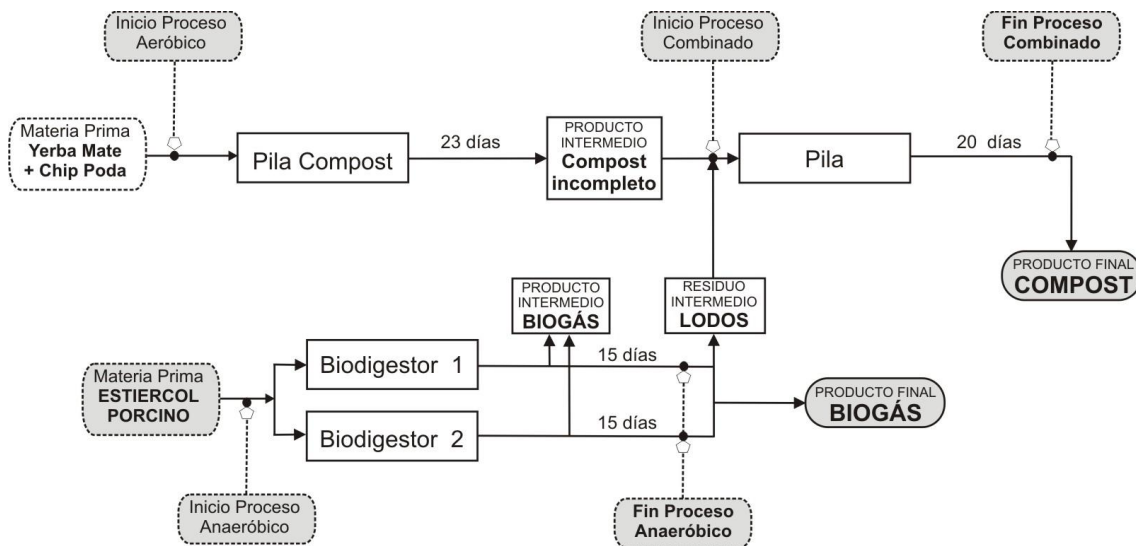 Inicio Proceso
Aeróbico
Inicio Proceso
Combinado
Fin Proceso
Combinado
Materia Prima
Yerba Mate
+ Chip Poda
Pila Compost
23 días
PRODUCTO
INTERMEDIO
Compost
incompleto
Pila
20 días
PRODUCTO FINAL
COMPOST
PRODUCTO
INTERMEDIO
BIOGÁS
RESIDUO
INTERMEDIO
LODOS
Materia Prima
ESTIERCOL
PORCINO
Biodigestor 1
15 días
Biodigestor 2
15 días
PRODUCTO FINAL
BIOGÁS
Inicio Proceso
Anaeróbico
Fin Proceso
Anaeróbico